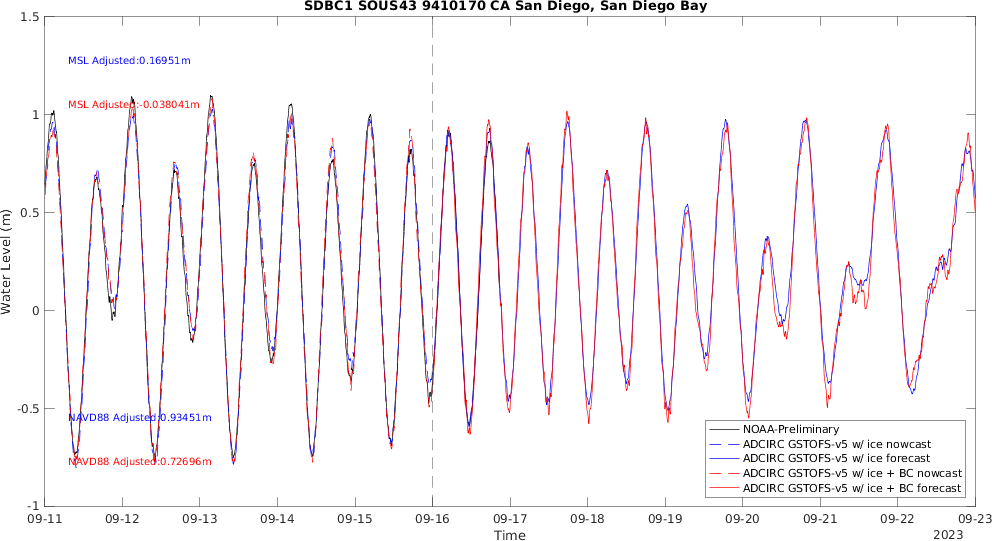 SDBC1 SOUS43 9410170 CA San Diego, San Diego Bay
1.5
MSL Adjusted:0.16951m
MSL Adjusted:-0.038041m
1
0.5
Water Level (m)
0
-0.5
NAVD88 Adjusted:0.93451m
NAVD88 Adjusted:0.72696m
-1
NOAA-Preliminary
ADCIRC GSTOFS-v5 w/ ice nowcast
ADCIRC GSTOFS-v5 w/ ice forecast
ADCIRC GSTOFS-v5 w/ ice + BC nowcast
ADCIRC GSTOFS-v5 w/ ice + BC forecast
09-11 09-12 09-13 09-14 09-15 09-16 09-17 09-18 09-19 09-20 09-21 09-22 09-23
Time
2023